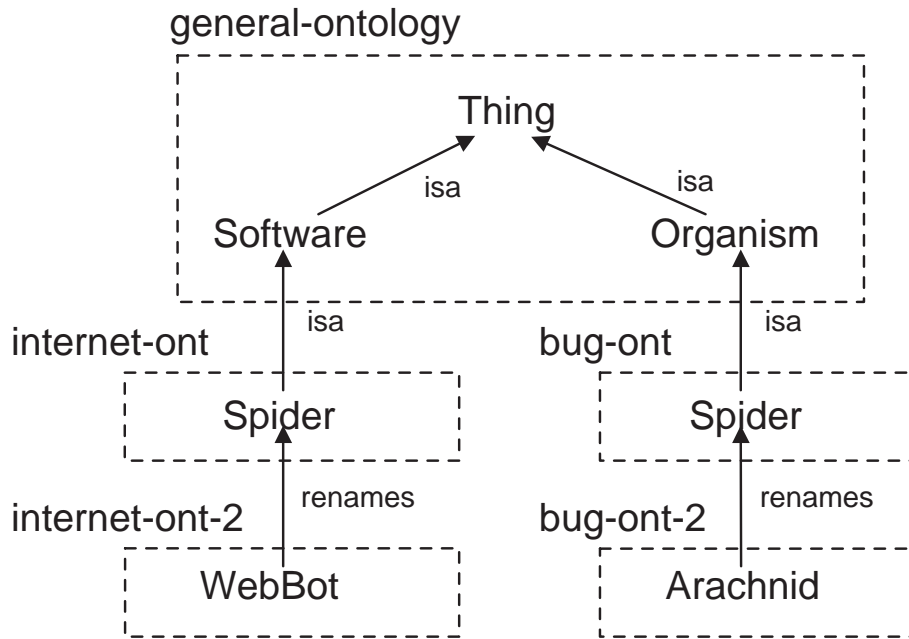 general-ontology
Thing
isa
isa
Software
Organism
isa
isa
internet-ont
bug-ont
Spider
Spider
renames
renames
internet-ont-2
bug-ont-2
WebBot
Arachnid